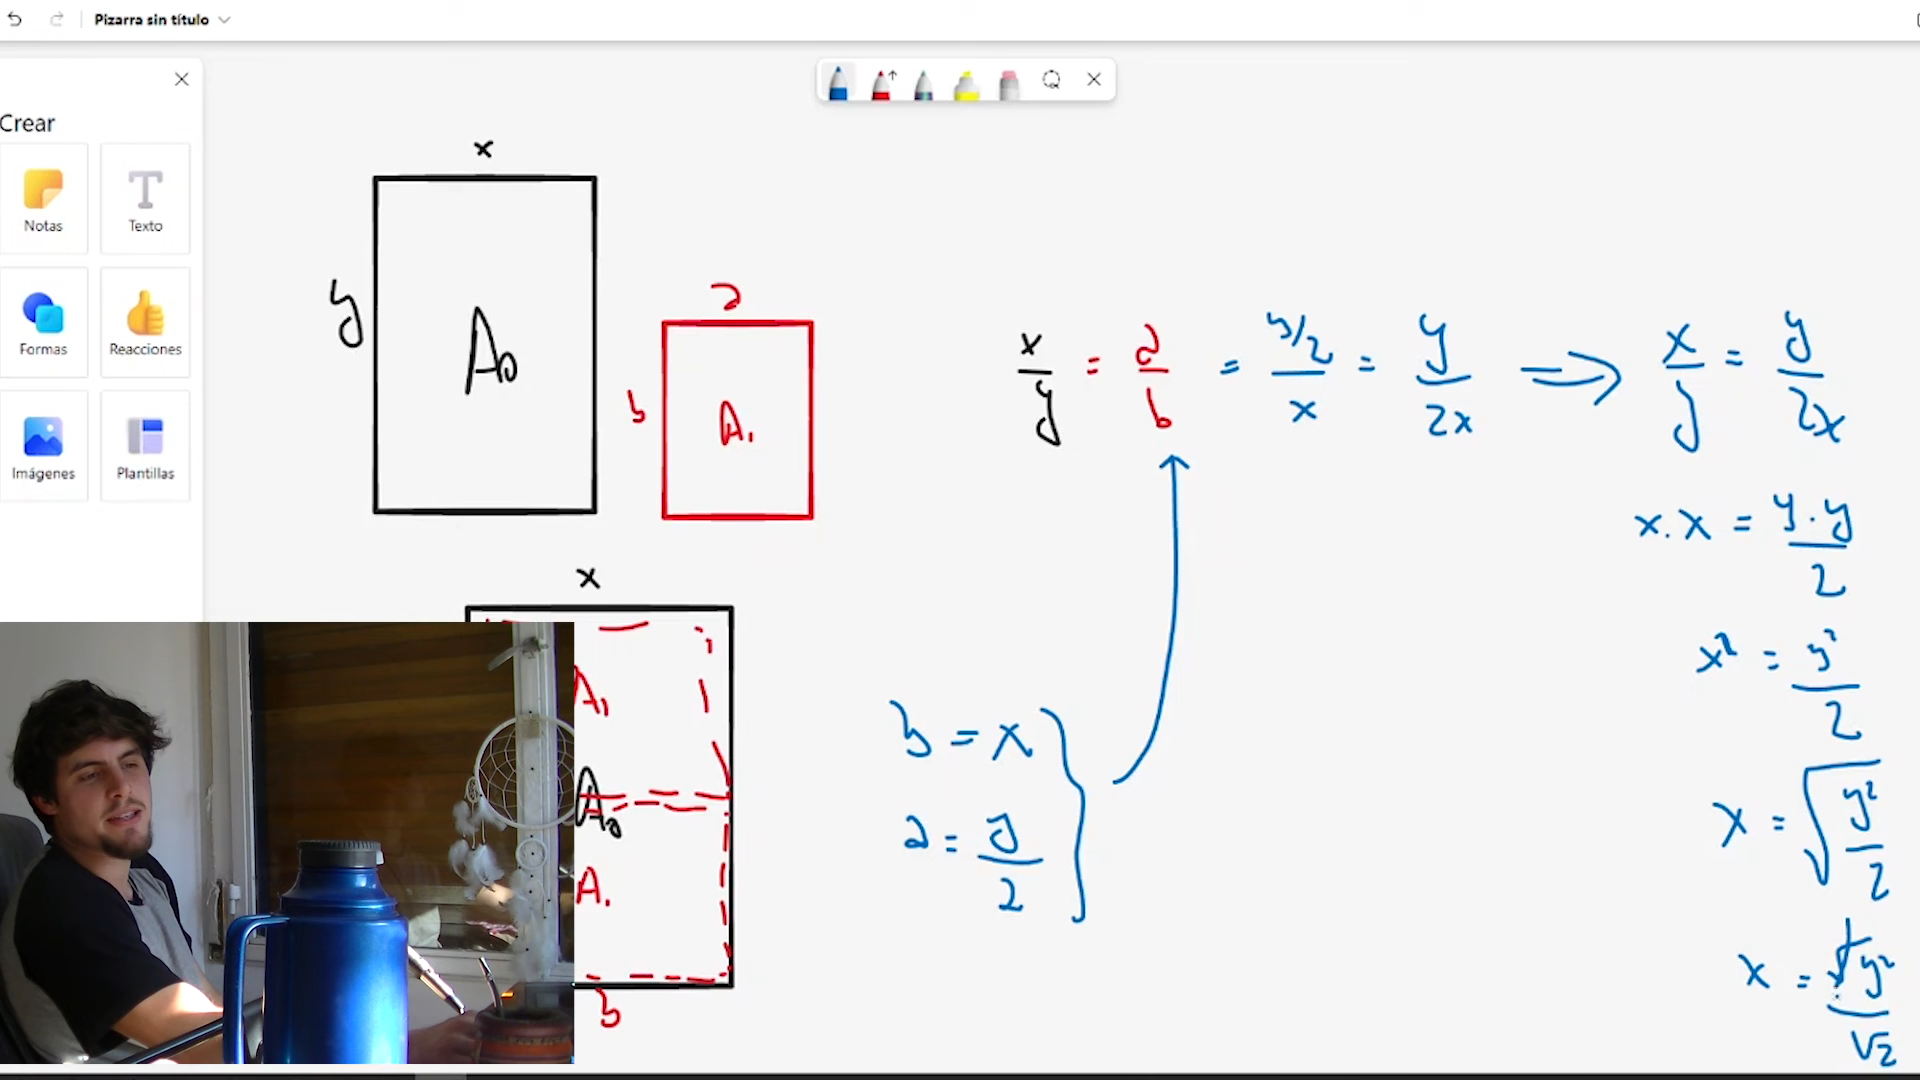 Pizarra sin título
Crear
Notas
Texto
Formas
Reacciones
Imágenes
Plantillas
x
y
A₀
a
b
A₁
x/y = a/b = (y/2)/x = y/2x ⇒ x/y = y/2x
x.x = y.y/2
x² = y²/2
x = √(y²/2)
x = √y²/√2
x
A₁
A₀
A₁
b
b = x
a = y/2